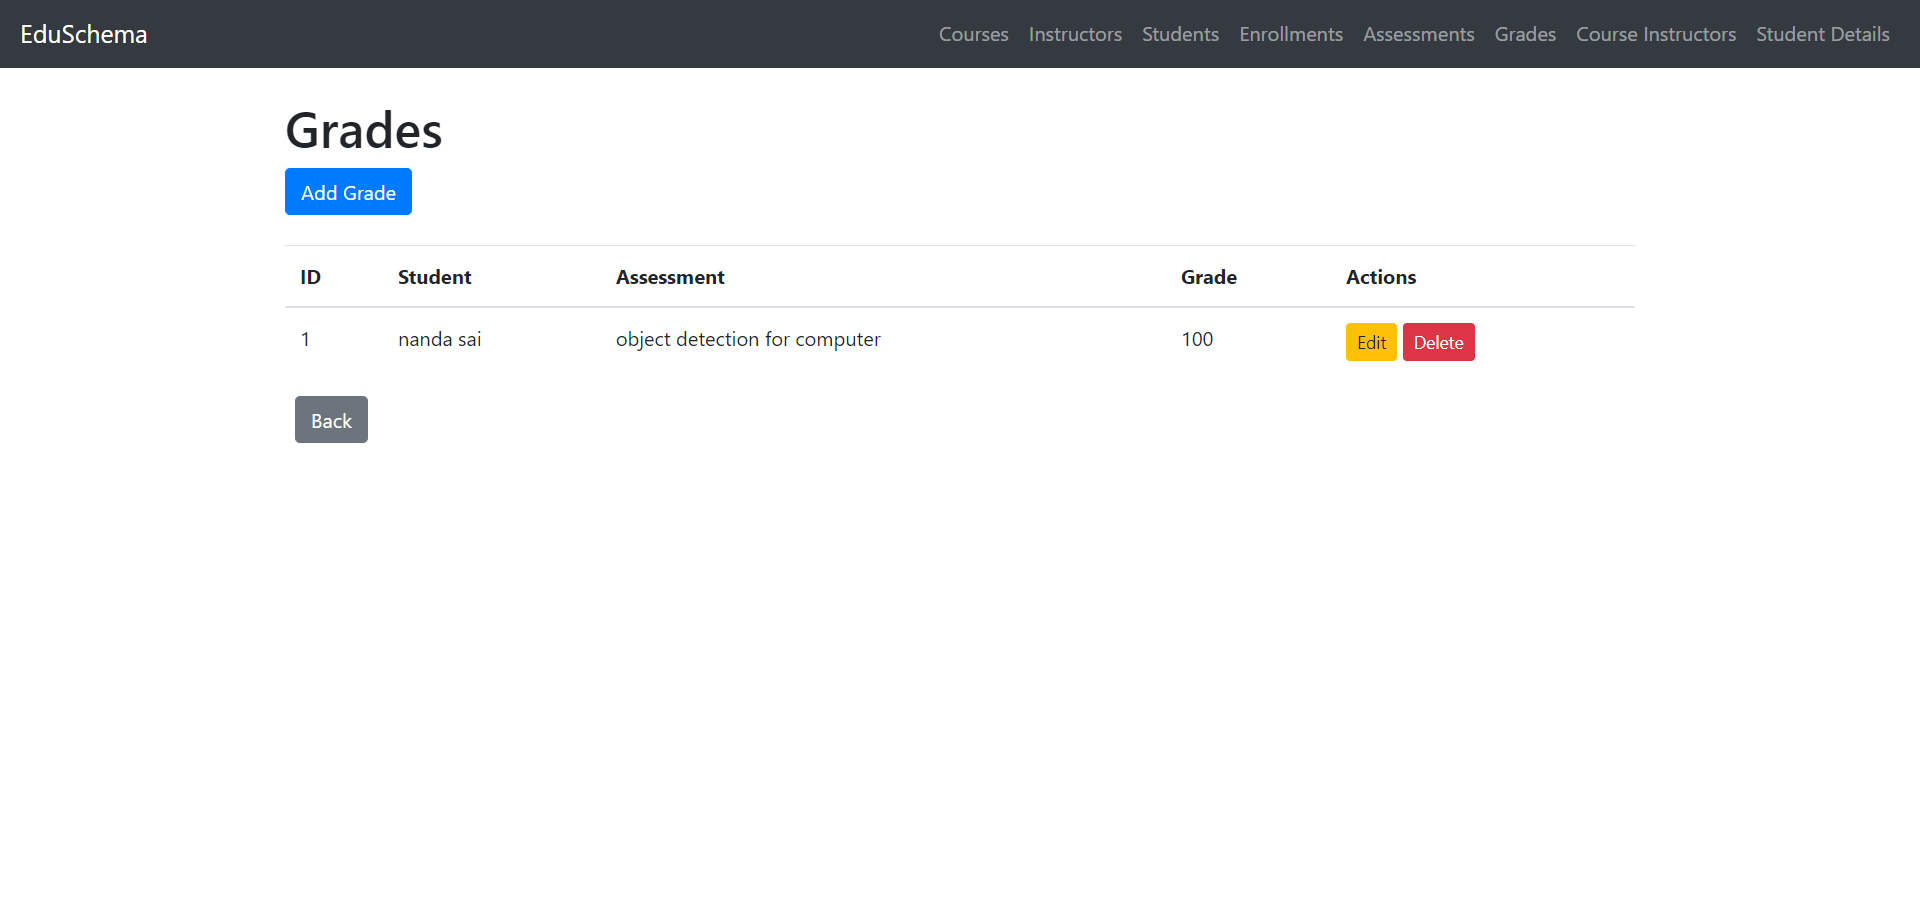 EduSchema Courses Instructors Students Enrollments Assessments Grades Course Instructors Student Details
Grades
Add Grade
ID Student Assessment Grade Actions
1 nanda sai object detection for computer 100 Edit Delete
Back